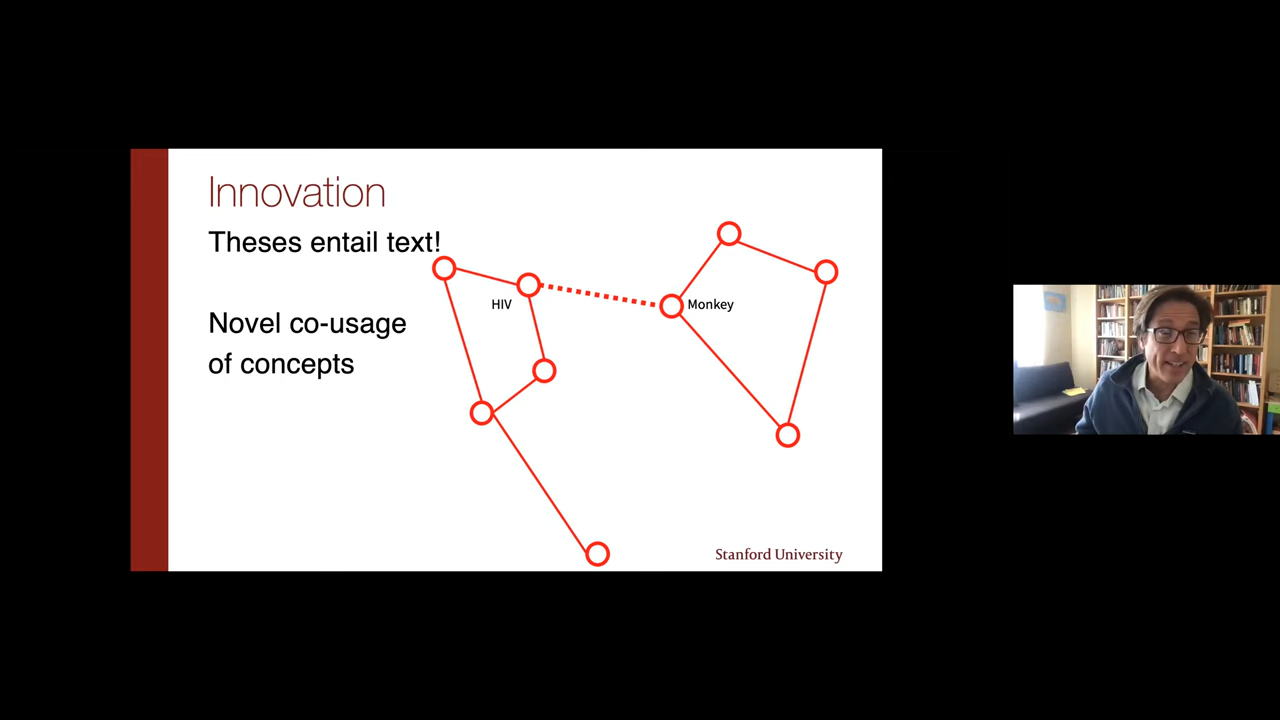 Innovation
Theses entail text!
HIV
Monkey
Novel co-usage
of concepts
Stanford University